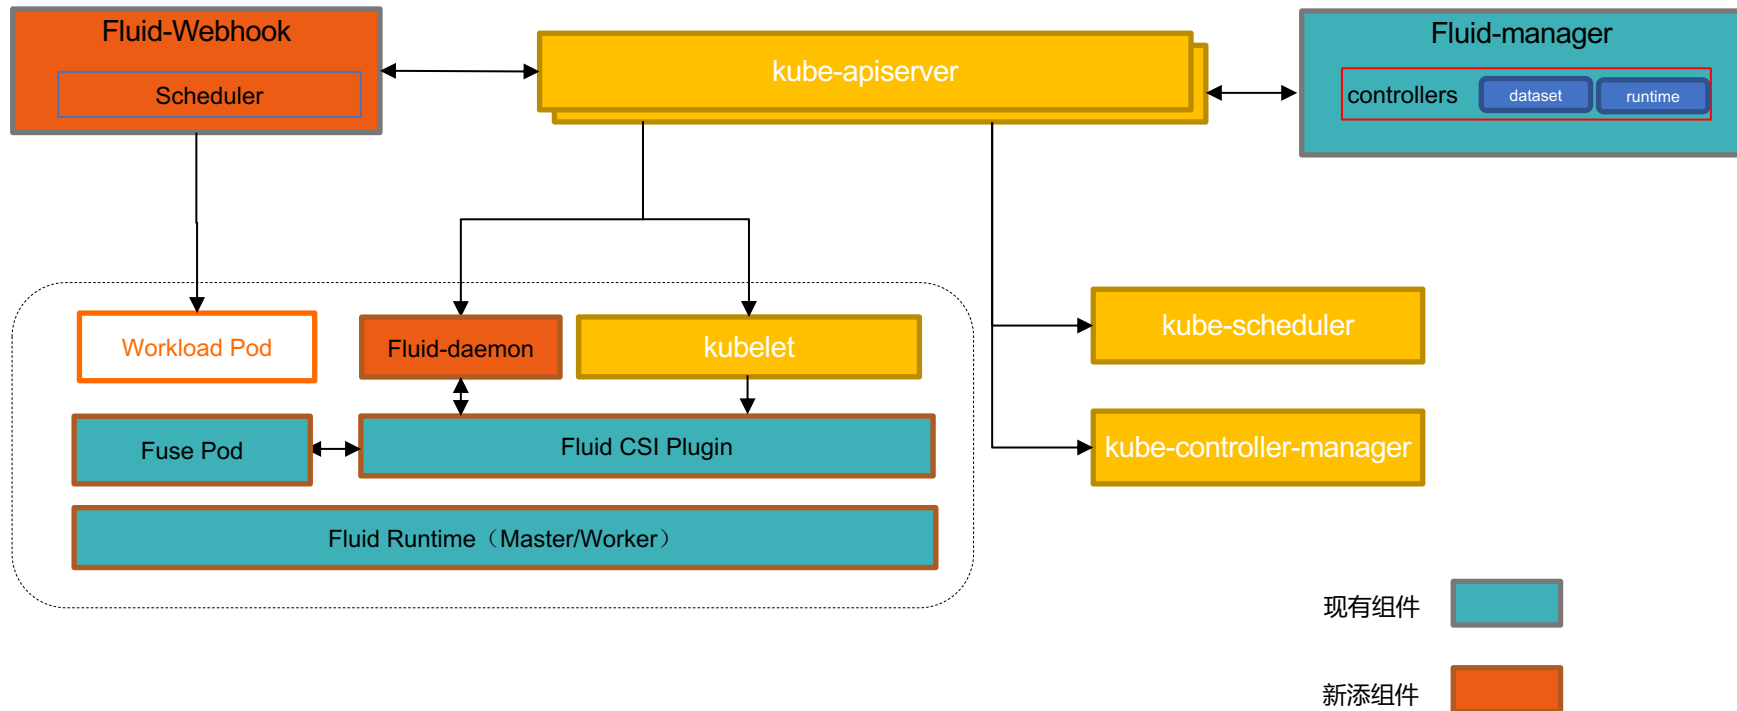 Fluid-Webhook
Scheduler
kube-apiserver
Fluid-manager
controllers
dataset
runtime
Workload Pod
Fluid-daemon
kubelet
kube-scheduler
Fuse Pod
Fluid CSI Plugin
kube-controller-manager
Fluid Runtime（Master/Worker）
现有组件
新添组件